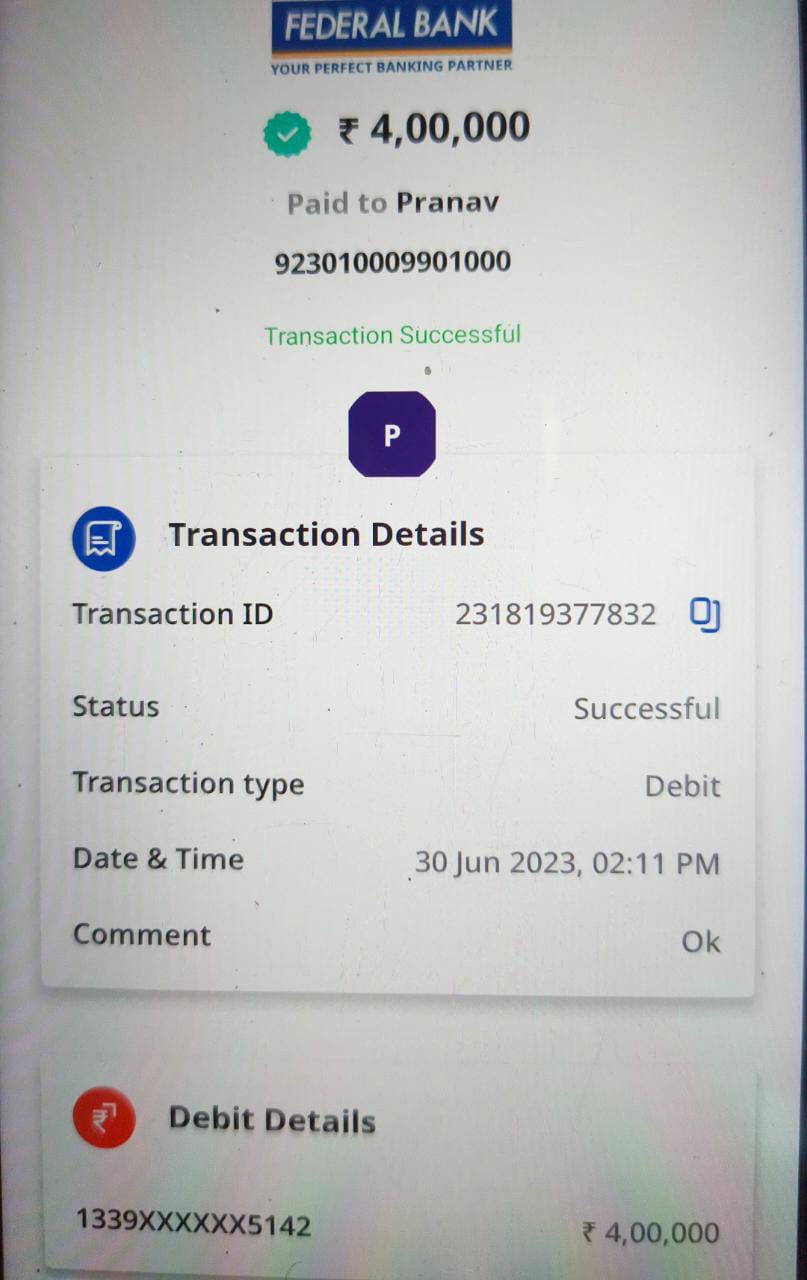 FEDERAL BANK
YOUR PERFECT BANKING PARTNER
₹ 4,00,000
Paid to Pranav
923010009901000
Transaction Successful
P
Transaction Details
Transaction ID 231819377832
Status Successful
Transaction type Debit
Date & Time 30 Jun 2023, 02:11 PM
Comment Ok
Debit Details
1339XXXXXX5142 ₹ 4,00,000